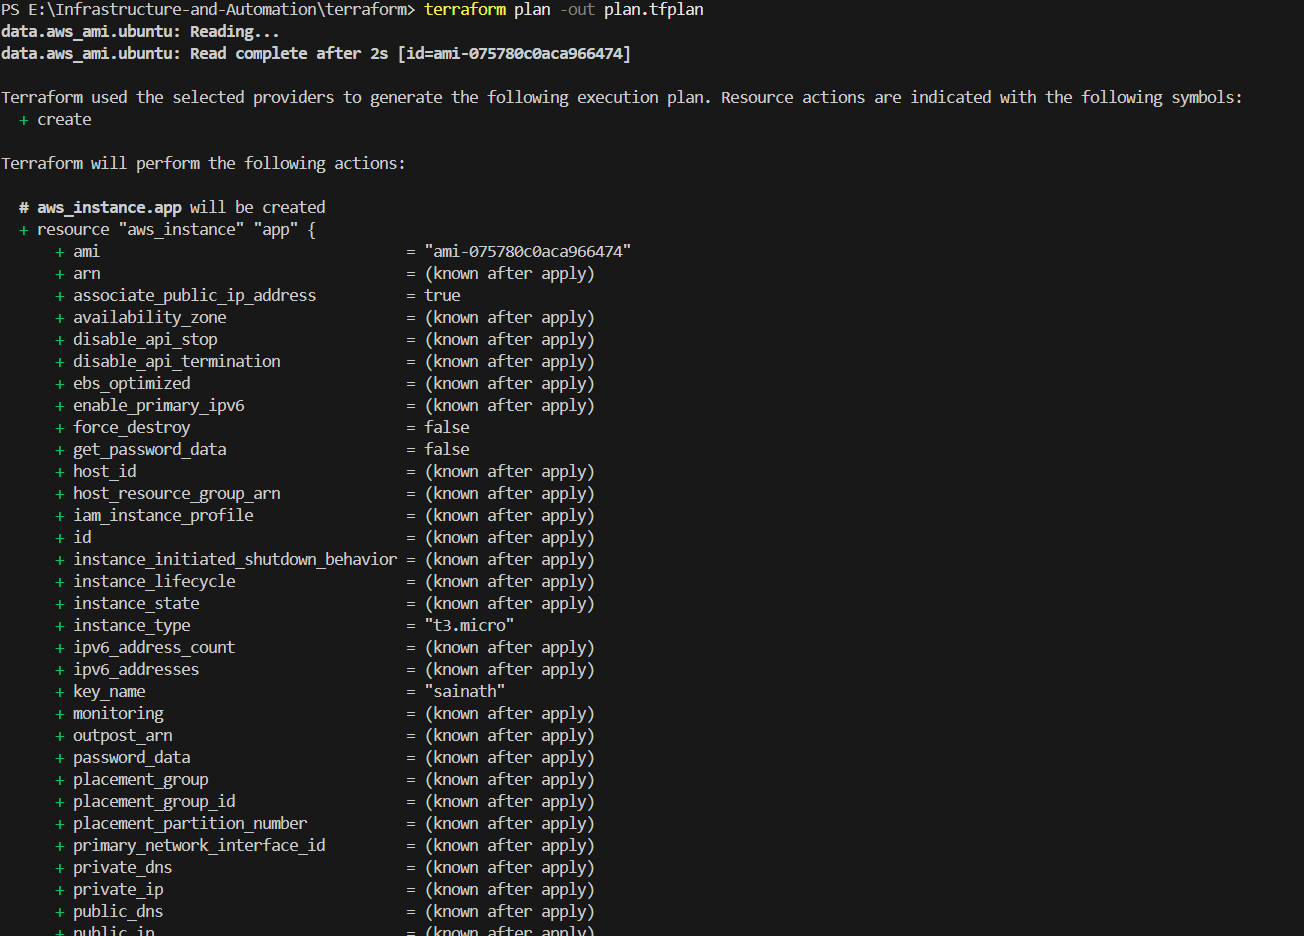 PS E:\Infrastructure-and-Automation\terraform> terraform plan -out plan.tfplan
data.aws_ami.ubuntu: Reading...
data.aws_ami.ubuntu: Read complete after 2s [id=ami-075780c0aca966474]
Terraform used the selected providers to generate the following execution plan. Resource actions are indicated with the following symbols:
+ create
Terraform will perform the following actions:
# aws_instance.app will be created
+ resource "aws_instance" "app" {
+ ami = "ami-075780c0aca966474"
+ arn = (known after apply)
+ associate_public_ip_address = true
+ availability_zone = (known after apply)
+ disable_api_stop = (known after apply)
+ disable_api_termination = (known after apply)
+ ebs_optimized = (known after apply)
+ enable_primary_ipv6 = (known after apply)
+ force_destroy = false
+ get_password_data = false
+ host_id = (known after apply)
+ host_resource_group_arn = (known after apply)
+ iam_instance_profile = (known after apply)
+ id = (known after apply)
+ instance_initiated_shutdown_behavior = (known after apply)
+ instance_lifecycle = (known after apply)
+ instance_state = (known after apply)
+ instance_type = "t3.micro"
+ ipv6_address_count = (known after apply)
+ ipv6_addresses = (known after apply)
+ key_name = "sainath"
+ monitoring = (known after apply)
+ outpost_arn = (known after apply)
+ password_data = (known after apply)
+ placement_group = (known after apply)
+ placement_group_id = (known after apply)
+ placement_partition_number = (known after apply)
+ primary_network_interface_id = (known after apply)
+ private_dns = (known after apply)
+ private_ip = (known after apply)
+ public_dns = (known after apply)
+ public_ip = (known after apply)